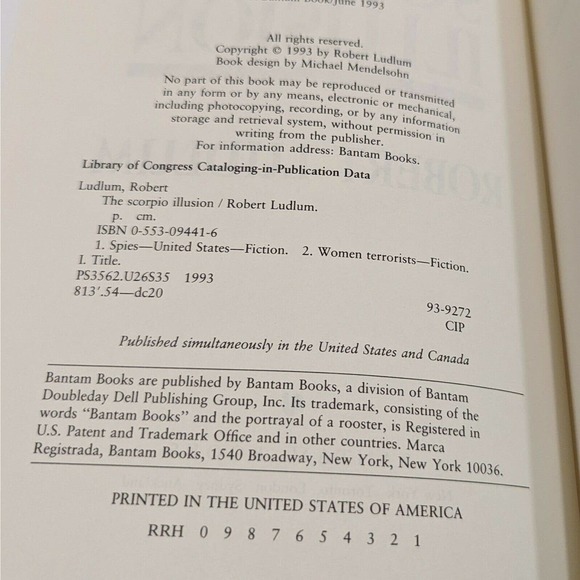 Book/June 1993
All rights reserved.
Copyright © 1993 by Robert Ludlum
Book design by Michael Mendelsohn
No part of this book may be reproduced or transmitted
in any form or by any means, electronic or mechanical,
including photocopying, recording, or by any information
storage and retrieval system, without permission in
writing from the publisher.
For information address: Bantam Books.
Library of Congress Cataloging-in-Publication Data
Ludlum, Robert
The scorpio illusion / Robert Ludlum.
p. cm.
ISBN 0-553-09441-6
1. Spies—United States—Fiction. 2. Women terrorists—Fiction.
I. Title.
PS3562.U26S35 1993
813'.54—dc20
93-9272
CIP
Published simultaneously in the United States and Canada
Bantam Books are published by Bantam Books, a division of Bantam
Doubleday Dell Publishing Group, Inc. Its trademark, consisting of the
words “Bantam Books” and the portrayal of a rooster, is Registered in
U.S. Patent and Trademark Office and in other countries. Marca
Registrada, Bantam Books, 1540 Broadway, New York, New York 10036.
PRINTED IN THE UNITED STATES OF AMERICA
RRH 0 9 8 7 6 5 4 3 2 1